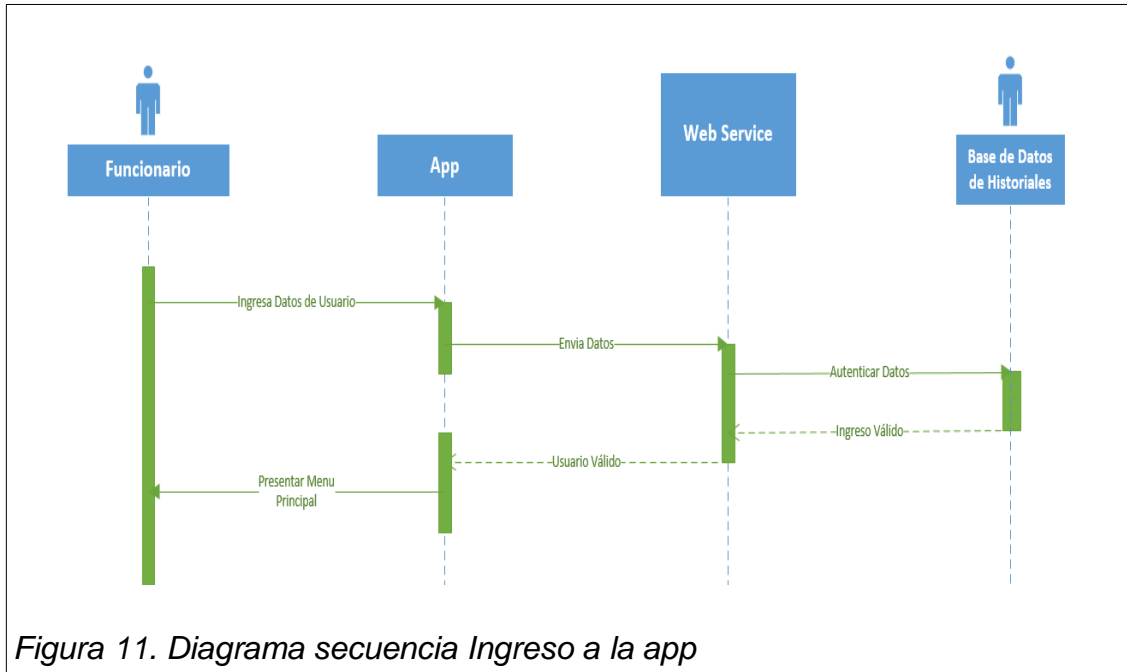 Funcionario
App
Web Service
Base de Datos
de Historiales
Ingresa Datos de Usuario
Envia Datos
Autenticar Datos
Ingreso Válido
Usuario Válido
Presentar Menu
Principal
Figura 11. Diagrama secuencia Ingreso a la app